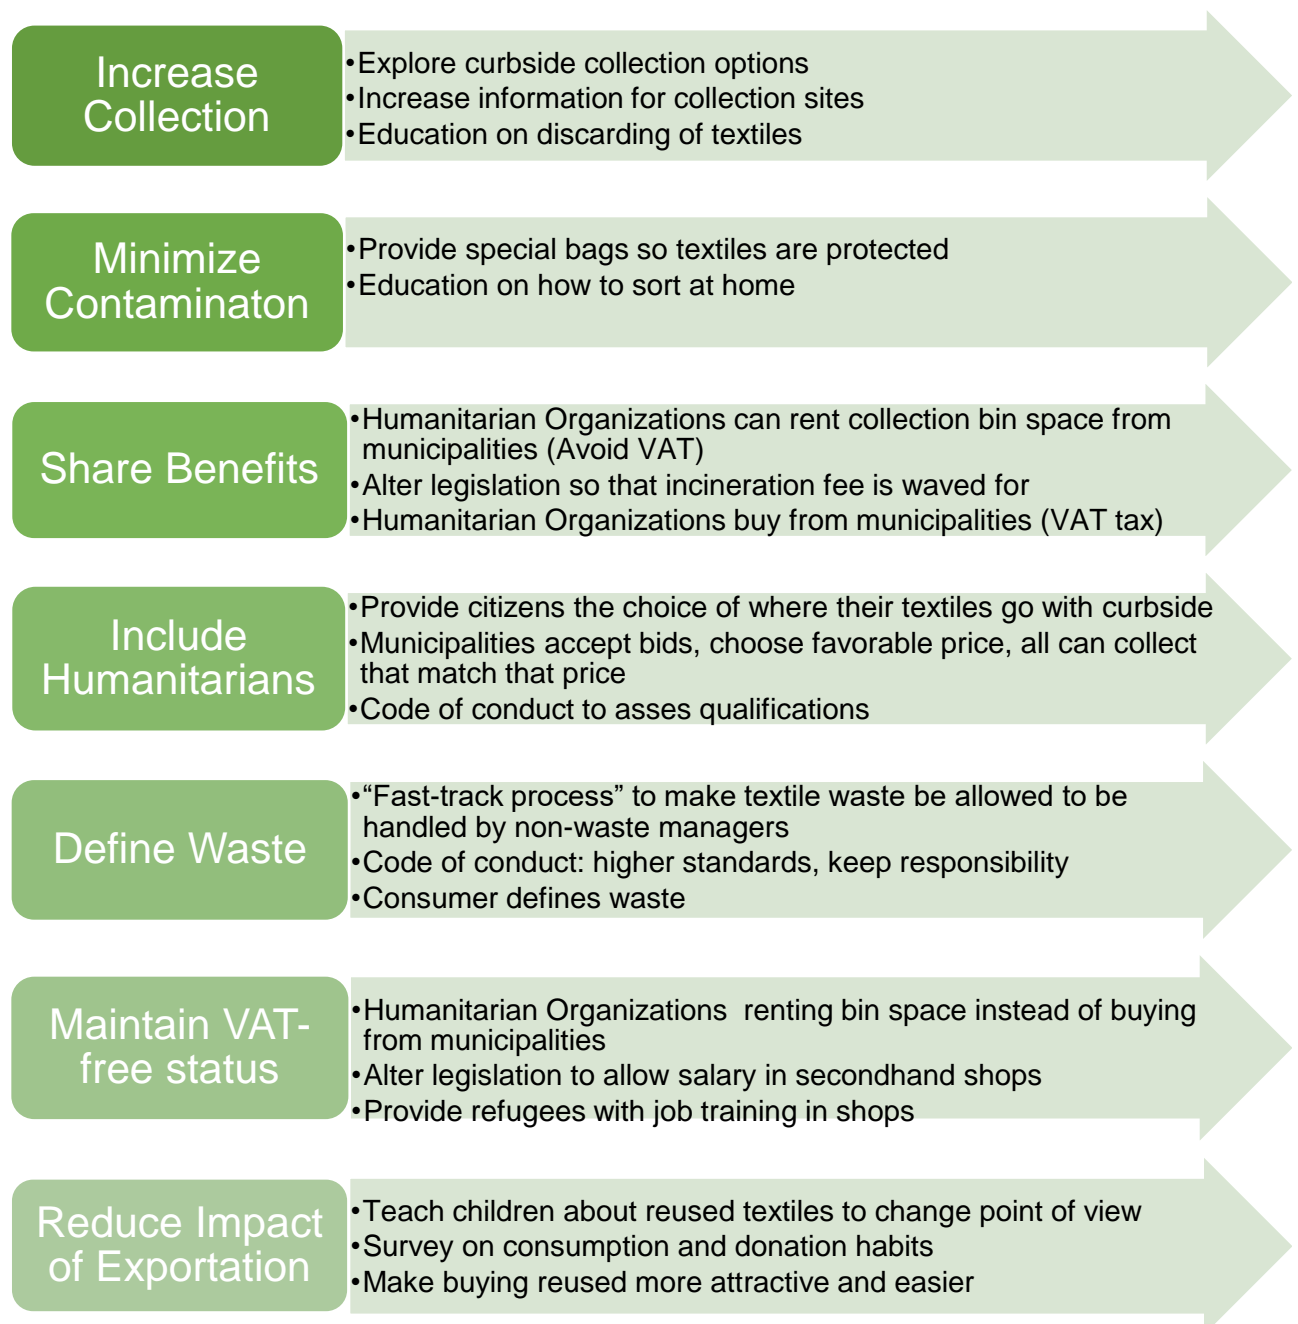 Increase
Collection
•Explore curbside collection options
•Increase information for collection sites
•Education on discarding of textiles
Minimize
Contaminaton
•Provide special bags so textiles are protected
•Education on how to sort at home
Share Benefits
•Humanitarian Organizations can rent collection bin space from
municipalities (Avoid VAT)
•Alter legislation so that incineration fee is waved for
•Humanitarian Organizations buy from municipalities (VAT tax)
Include
Humanitarians
•Provide citizens the choice of where their textiles go with curbside
•Municipalities accept bids, choose favorable price, all can collect
that match that price
•Code of conduct to asses qualifications
Define Waste
•“Fast-track process” to make textile waste be allowed to be
handled by non-waste managers
•Code of conduct: higher standards, keep responsibility
•Consumer defines waste
Maintain VAT-
free status
•Humanitarian Organizations  renting bin space instead of buying
from municipalities
•Alter legislation to allow salary in secondhand shops
•Provide refugees with job training in shops
Reduce Impact
of Exportation
•Teach children about reused textiles to change point of view
•Survey on consumption and donation habits
•Make buying reused more attractive and easier